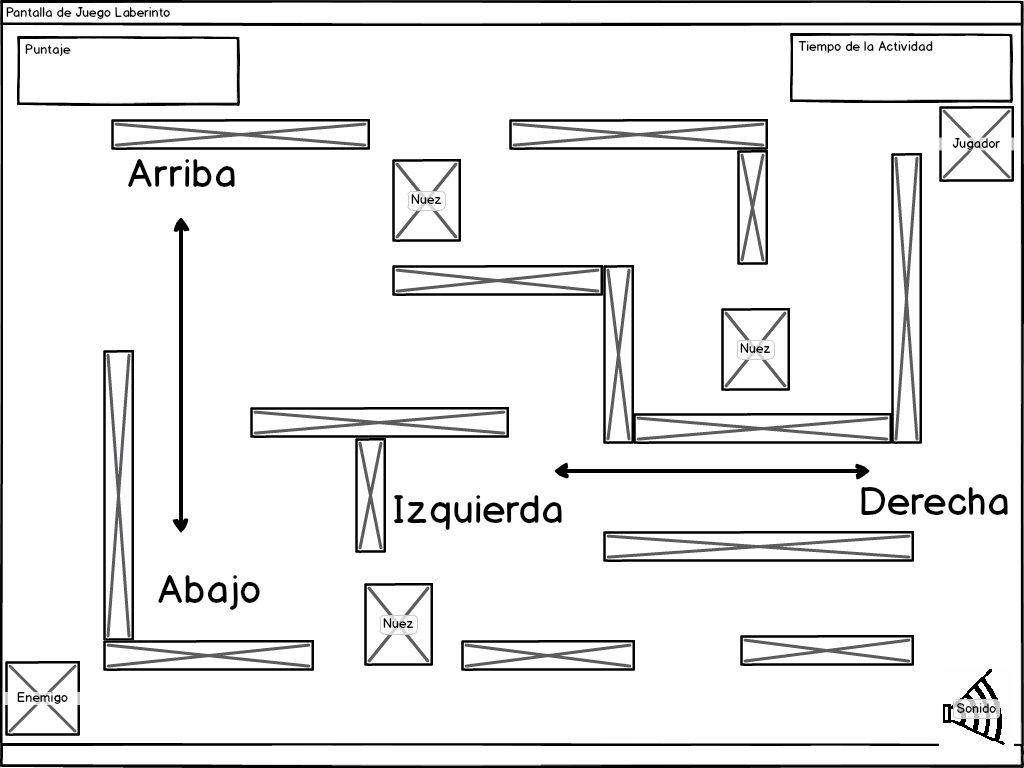 Pantalla de Juego Laberinto
Puntaje
Tiempo de la Actividad
Jugador
Arriba
Nuez
Nuez
Izquierda
Derecha
Abajo
Nuez
Enemigo
Sonido